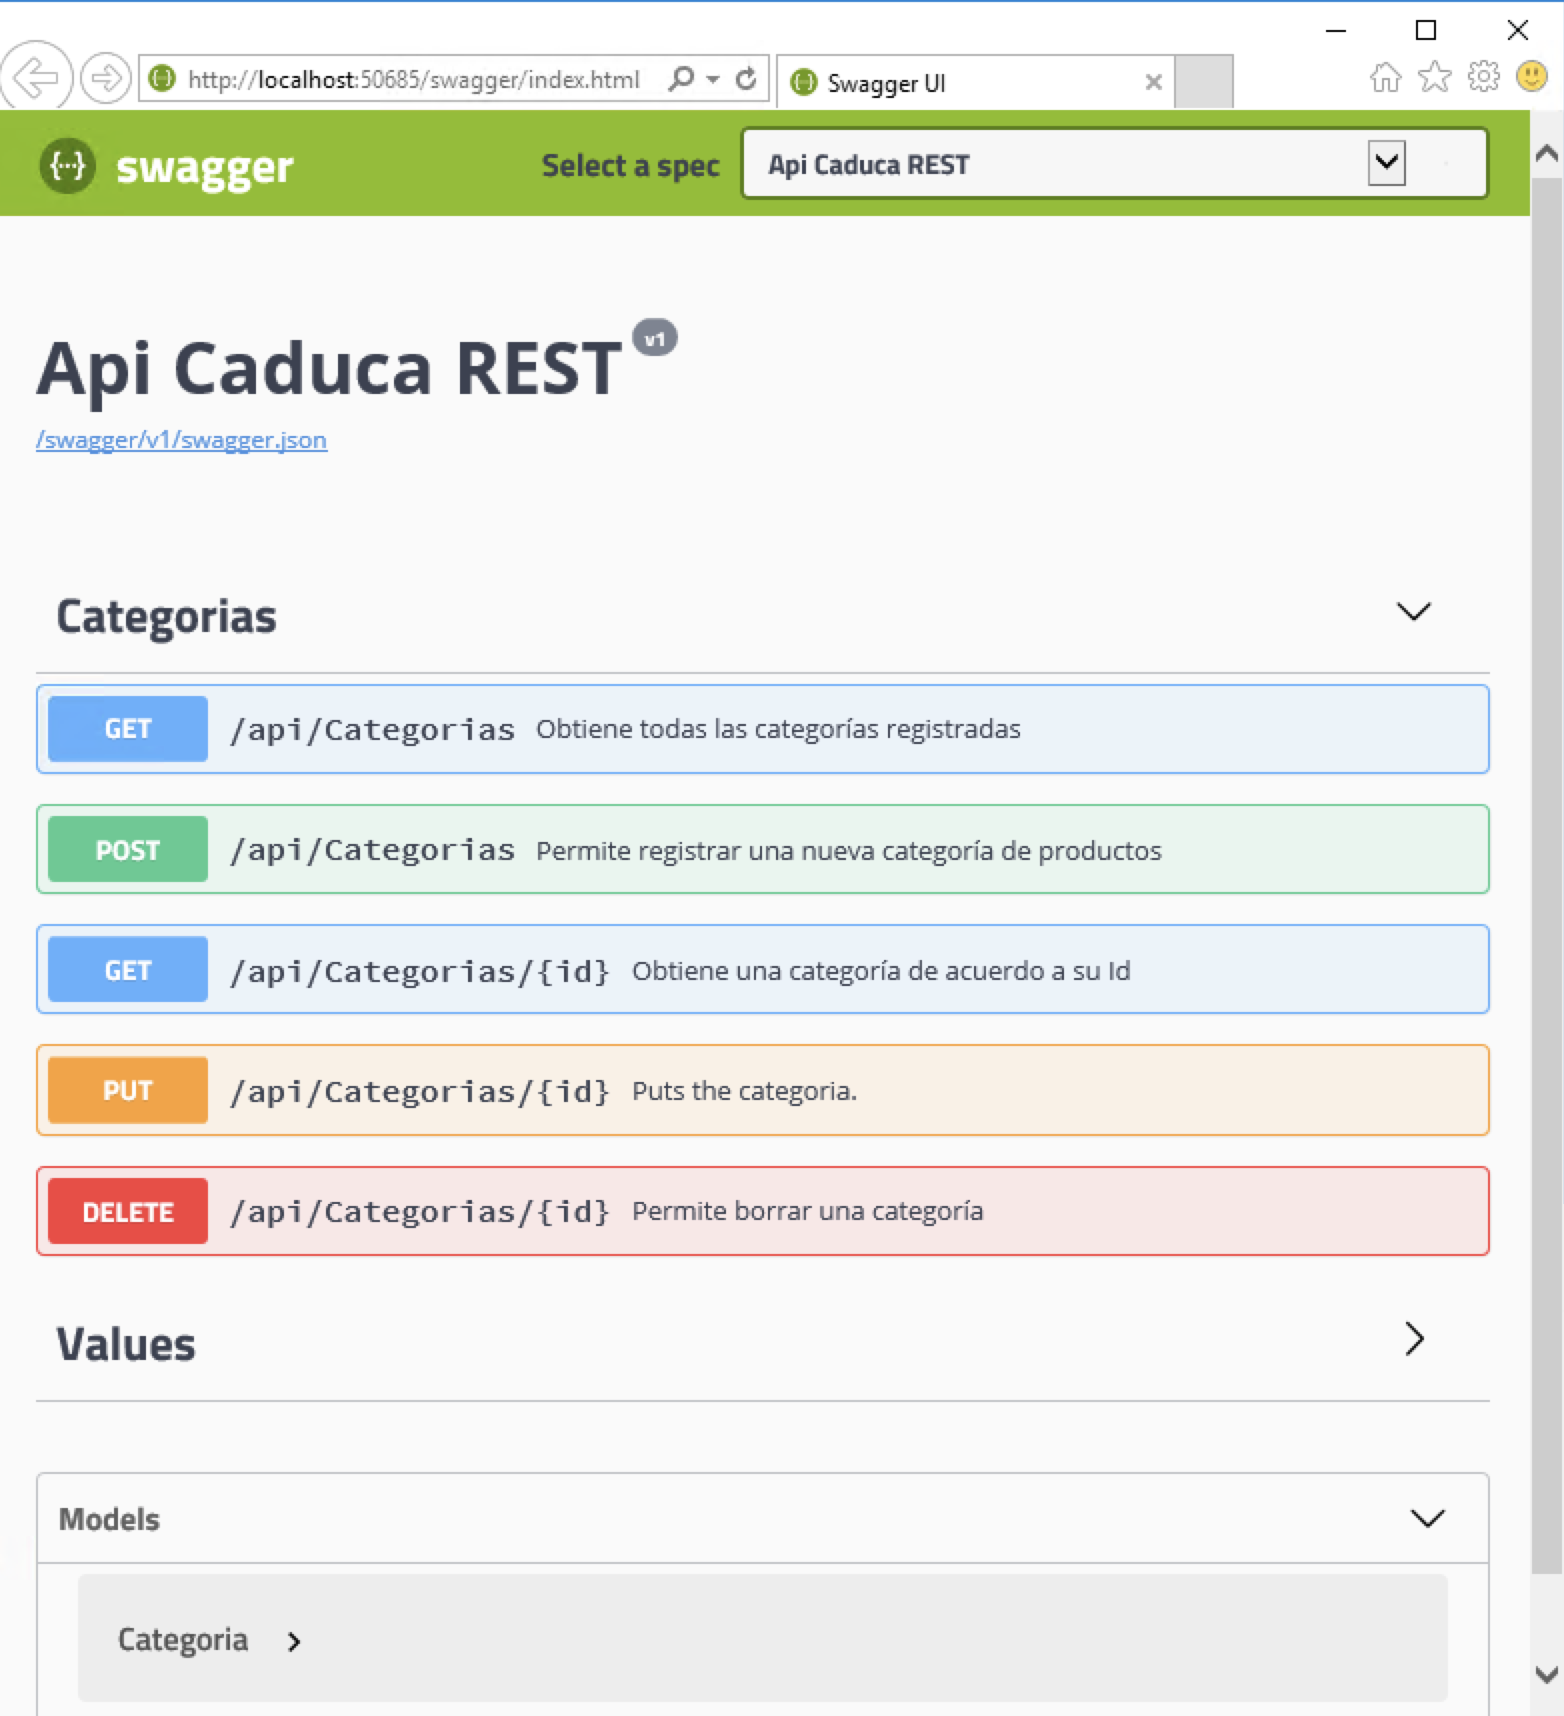 http://localhost:50685/swagger/index.html
Swagger UI
swagger
Select a spec
Api Caduca REST
Api Caduca REST v1
/swagger/v1/swagger.json
Categorias
GET /api/Categorias Obtiene todas las categorías registradas
POST /api/Categorias Permite registrar una nueva categoría de productos
GET /api/Categorias/{id} Obtiene una categoría de acuerdo a su Id
PUT /api/Categorias/{id} Puts the categoria.
DELETE /api/Categorias/{id} Permite borrar una categoría
Values
Models
Categoria